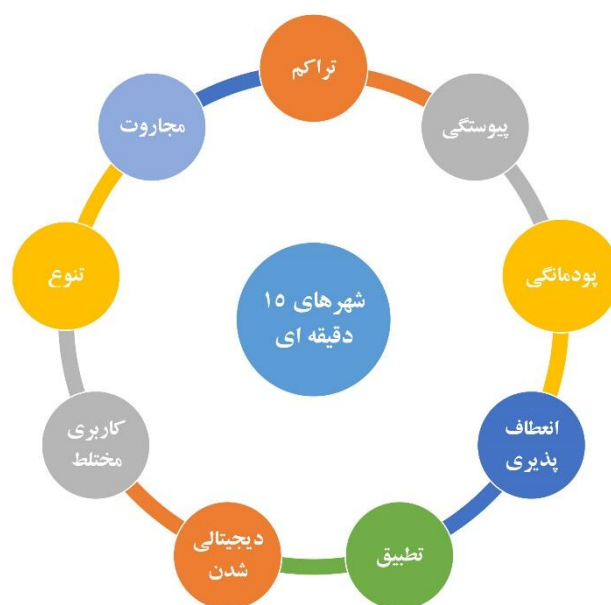 تراکم
پیوستگی
پودمانگی
انعطاف
پذیری
تطبیق
دیجیتالی
شدن
کاربری
مختلط
تنوع
مجاروت
شهرهای ۱۵
دقیقه ای